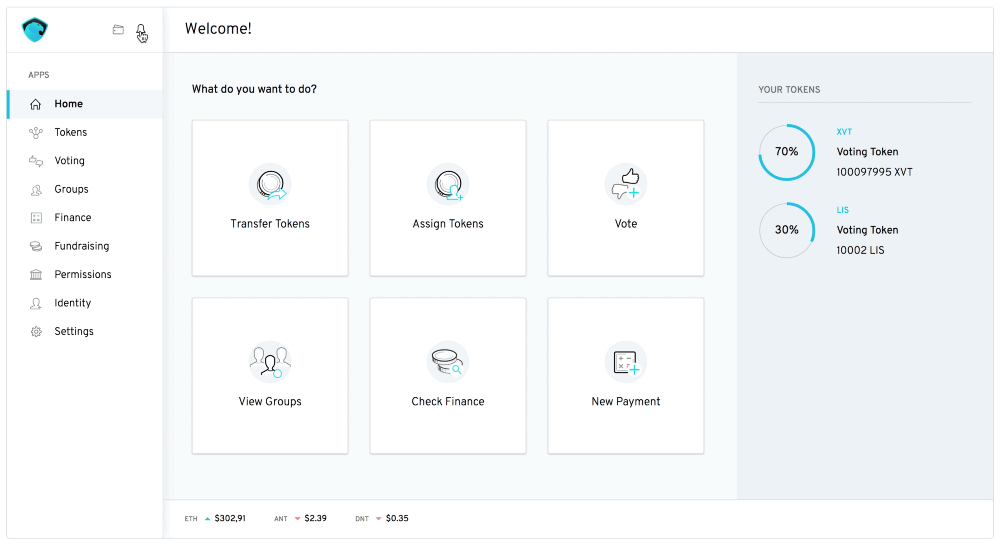 Welcome!
APPS
Home
Tokens
Voting
Groups
Finance
Fundraising
Permissions
Identity
Settings
What do you want to do?
Transfer Tokens
Assign Tokens
Vote
View Groups
Check Finance
New Payment
YOUR TOKENS
70%
XVT
Voting Token
100097995 XVT
30%
LIS
Voting Token
10002 LIS
ETH $302,91 ANT $2.39 DNT $0.35